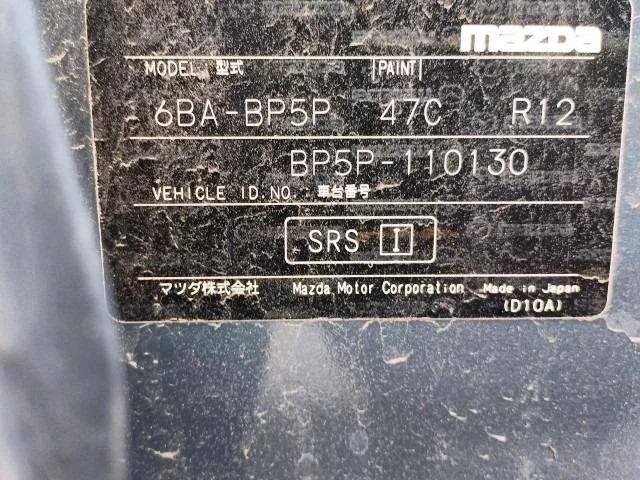 mazda
MODEL 型式 PAINT
6BA-BP5P 47C R12
BP5P-110130
VEHICLE ID.NO. 車台番号
SRS I
マツダ株式会社 Mazda Motor Corporation Made in Japan
(D10A)